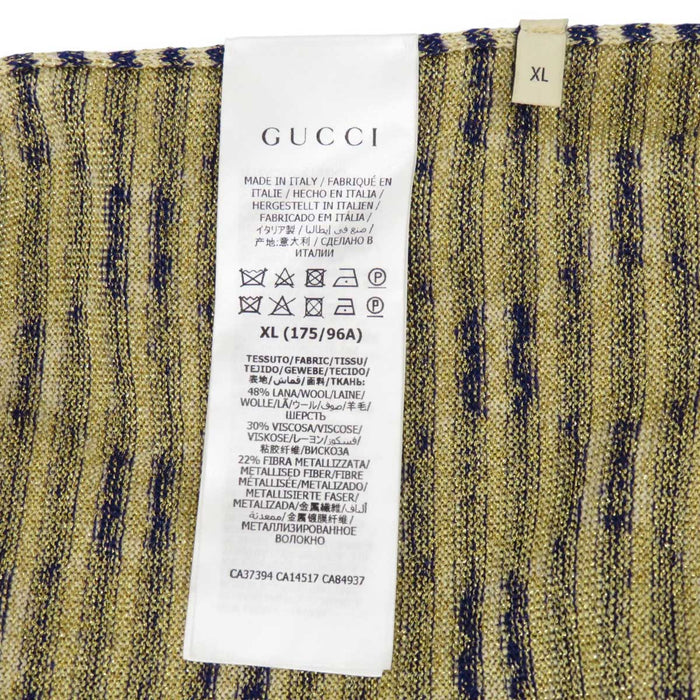 XL
GUCCI
MADE IN ITALY / FABRIQUÉ EN
ITALIE / HECHO EN ITALIA /
HERGESTELLT IN ITALIEN /
FABRICADO EM ITÁLIA /
イタリア製 / صنع في إيطاليا /
产地:意大利 / СДЕЛАНО В
ИТАЛИИ
P
P
XL (175/96A)
TESSUTO/FABRIC/TISSU/
TEJIDO/GEWEBE/TECIDO/
表地/قماش/面料/ТКАНЬ:
48% LANA/WOOL/LAINE/
WOLLE/LÃ/ウール/صوف/羊毛/
ШЕРСТЬ
30% VISCOSA/VISCOSE/
VISKOSE/レーヨン/فسكوز/
粘胶纤维/ВИСКОЗА
22% FIBRA METALLIZZATA/
METALLISED FIBER/FIBRE
MÉTALLISÉE/METALIZADO/
METALLISIERTE FASER/
METALIZADA/金属繊維/ألياف
معدنية/金属镀膜纤维/
МЕТАЛЛИЗИРОВАННОЕ
ВОЛОКНО
CA37394 CA14517 CA84937